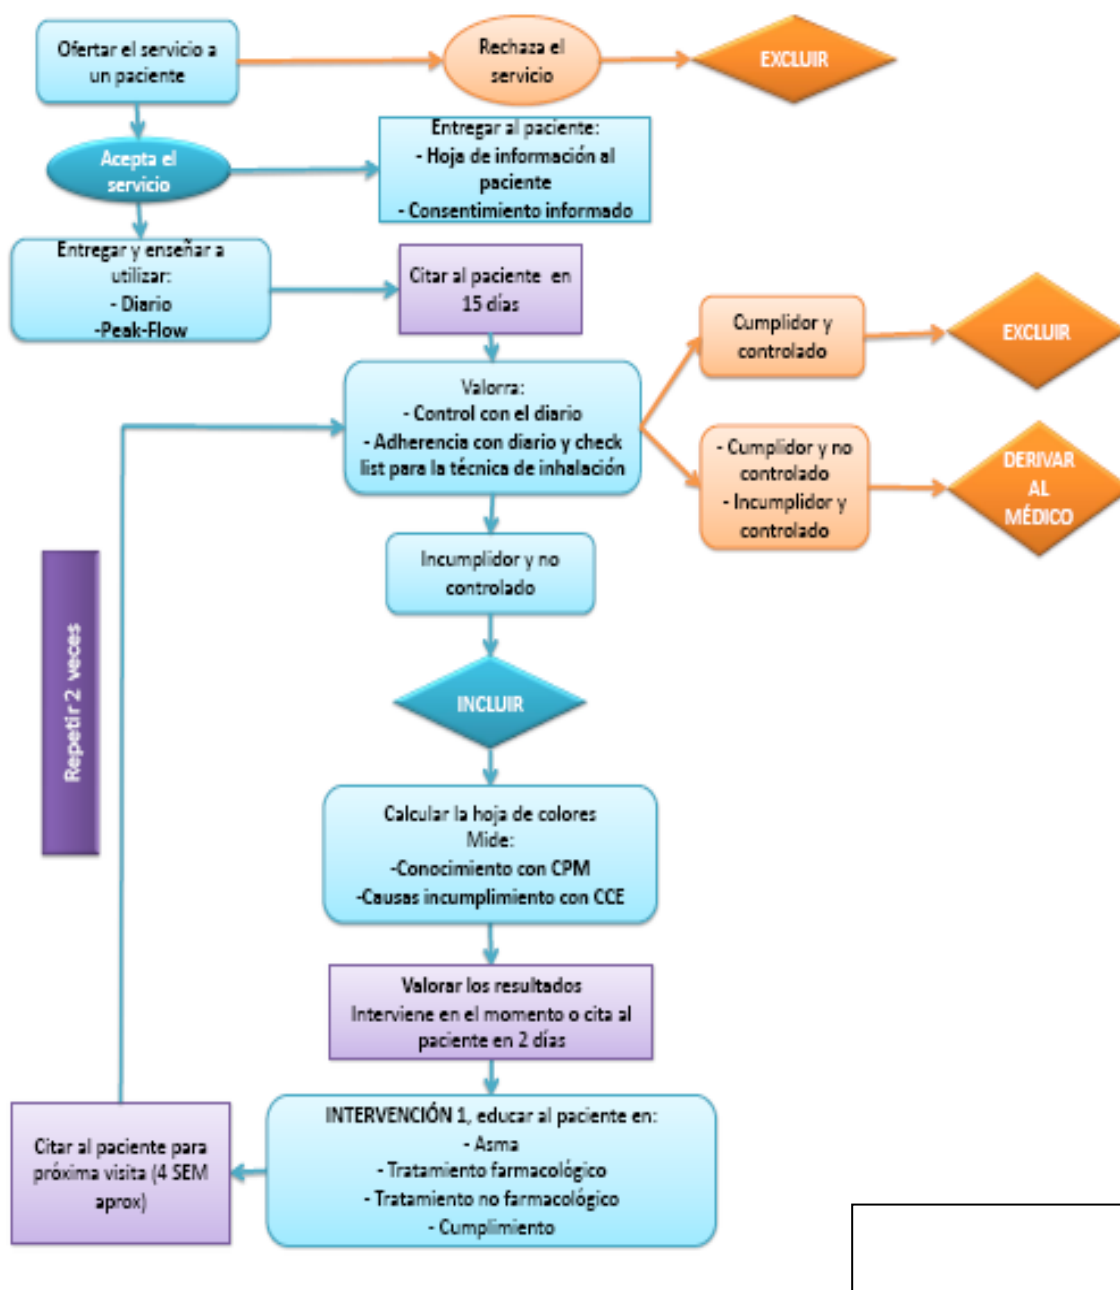 Ofertar el servicio a
un paciente
Rechaza el
servicio
EXCLUIR
Acepta el
servicio
Entregar al paciente:
- Hoja de información al
paciente
- Consentimiento informado
Entregar y enseñar a
utilizar:
- Diario
-Peak-Flow
Citar al paciente en
15 días
Cumplidor y
controlado
EXCLUIR
Valorra:
- Control con el diario
- Adherencia con diario y check
list para la técnica de inhalación
- Cumplidor y no
controlado
- Incumplidor y
controlado
DERIVAR
AL
MÉDICO
Incumplidor y no
controlado
INCLUIR
Repetir 2 veces
Calcular la hoja de colores
Mide:
-Conocimiento con CPM
-Causas incumplimiento con CCE
Valorar los resultados
Interviene en el momento o cita al
paciente en 2 días
INTERVENCIÓN 1, educar al paciente en:
- Asma
- Tratamiento farmacológico
- Tratamiento no farmacológico
- Cumplimiento
Citar al paciente para
próxima visita (4 SEM
aprox)